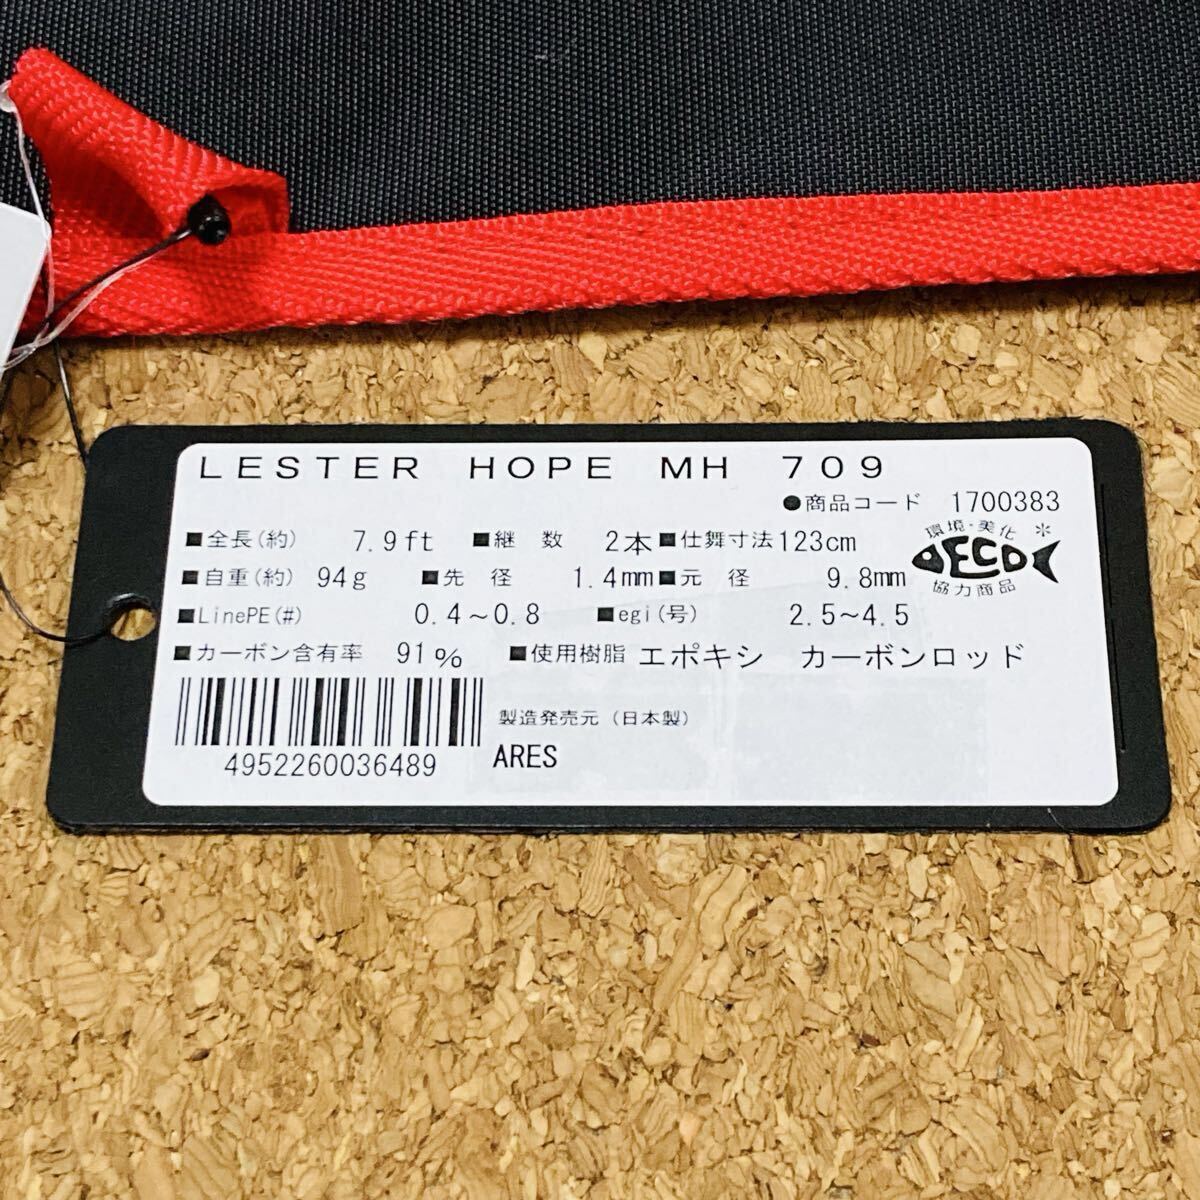 LESTER HOPE MH 709
●商品コード 1700383
■全長(約) 7.9ft ■継 数 2本 ■仕舞寸法 123cm
環境・美化
ECO
協力商品
■自重(約) 94g ■先 径 1.4mm ■元 径 9.8mm
■LinePE(#) 0.4~0.8 ■egi(号) 2.5~4.5
■カーボン含有率 91% ■使用樹脂 エポキシ カーボンロッド
製造発売元(日本製)
ARES
4952260036489